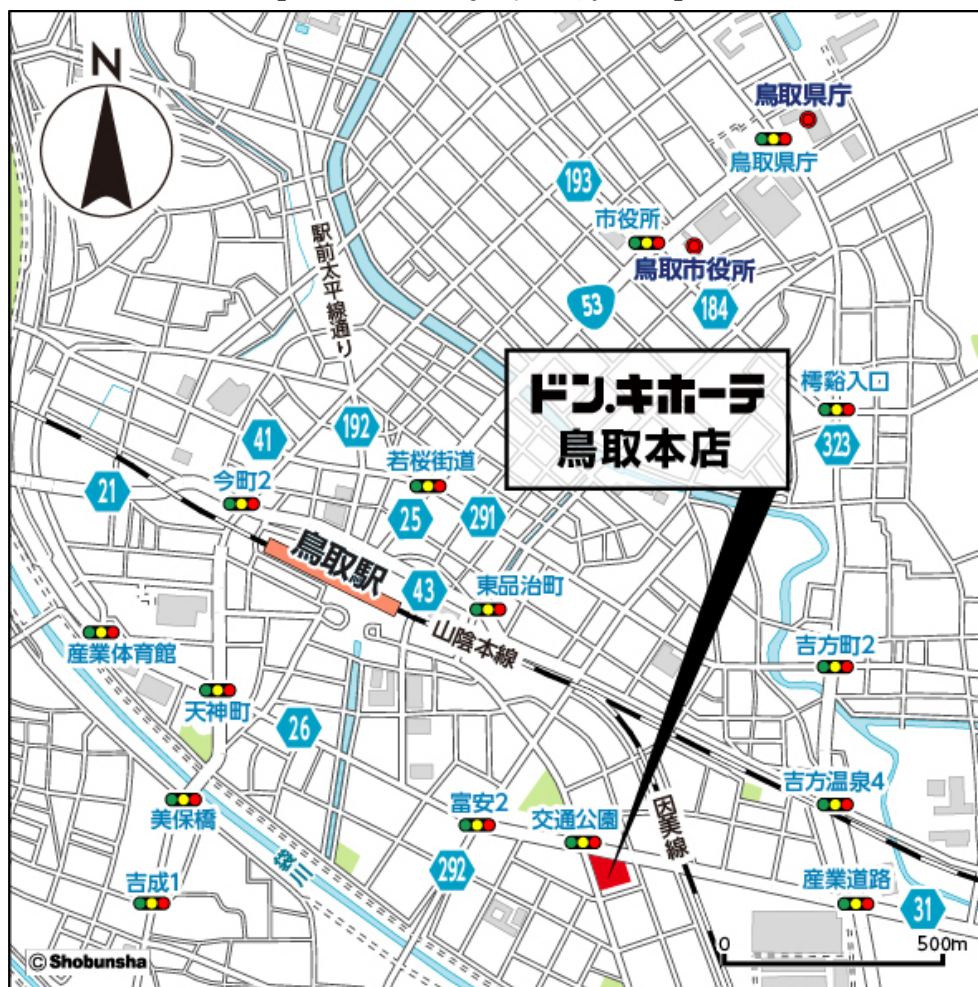 N
鳥取県庁
鳥取県庁
193
市役所
鳥取市役所
駅前太平線通り
53
184
ドン.キホーテ
鳥取本店
樗谿入口
323
41
192
若桜街道
21
今町2
25
291
鳥取駅
43
東品治町
山陰本線
産業体育館
吉方町2
天神町
26
吉方温泉4
美保橋
富安2
交通公園
因美線
袋川
292
吉成1
産業道路
31
0
500m
© Shobunsha